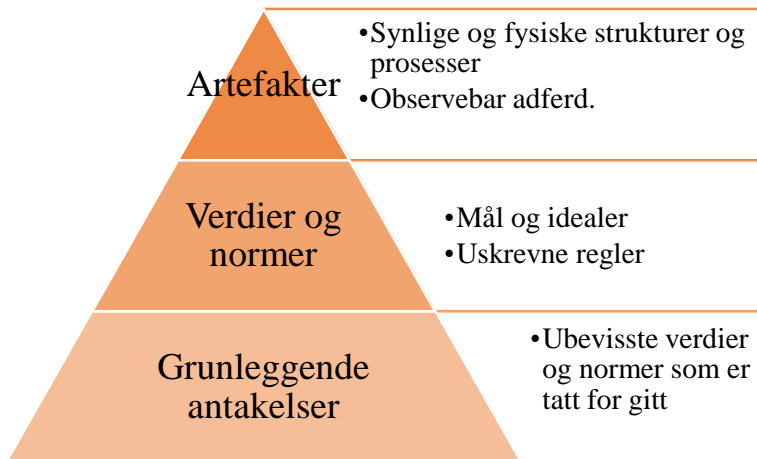 Artefakter
•Synlige og fysiske strukturer og
prosesser
•Observebar adferd.
Verdier og
normer
•Mål og idealer
•Uskrevne regler
Grunleggende
antakelser
•Ubevisste verdier
og normer som er
tatt for gitt